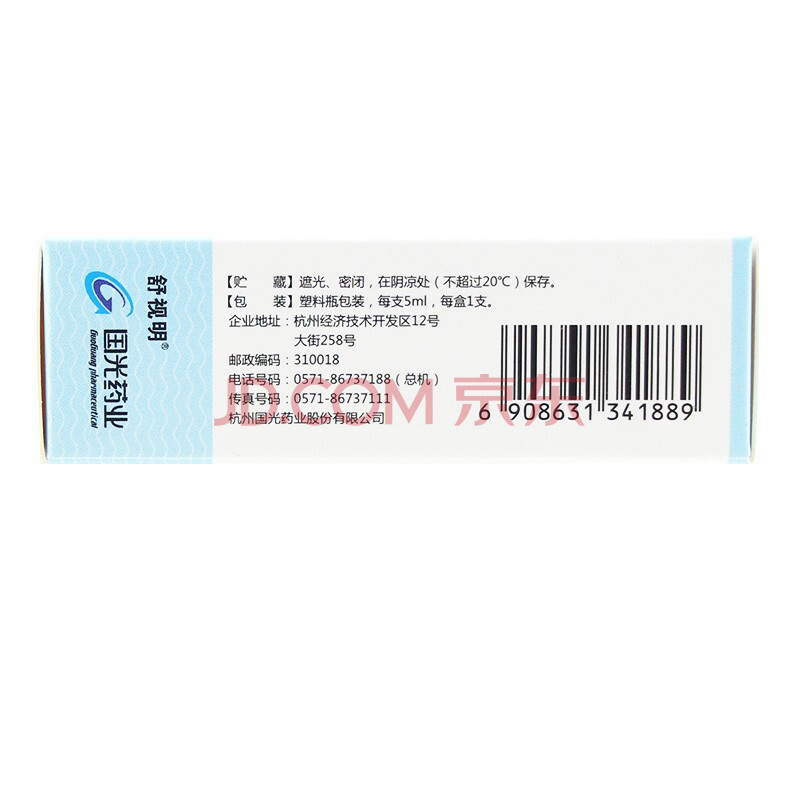 舒视明®
国光药业
Guoguang pharmaceutical
【贮　藏】遮光、密闭，在阴凉处（不超过20℃）保存。
【包　装】塑料瓶包装，每支5ml，每盒1支。
企业地址：杭州经济技术开发区12号
大街258号
邮政编码：310018
电话号码：0571-86737188（总机）
传真号码：0571-86737111
杭州国光药业股份有限公司
6 908631 341889
JD.COM 京东